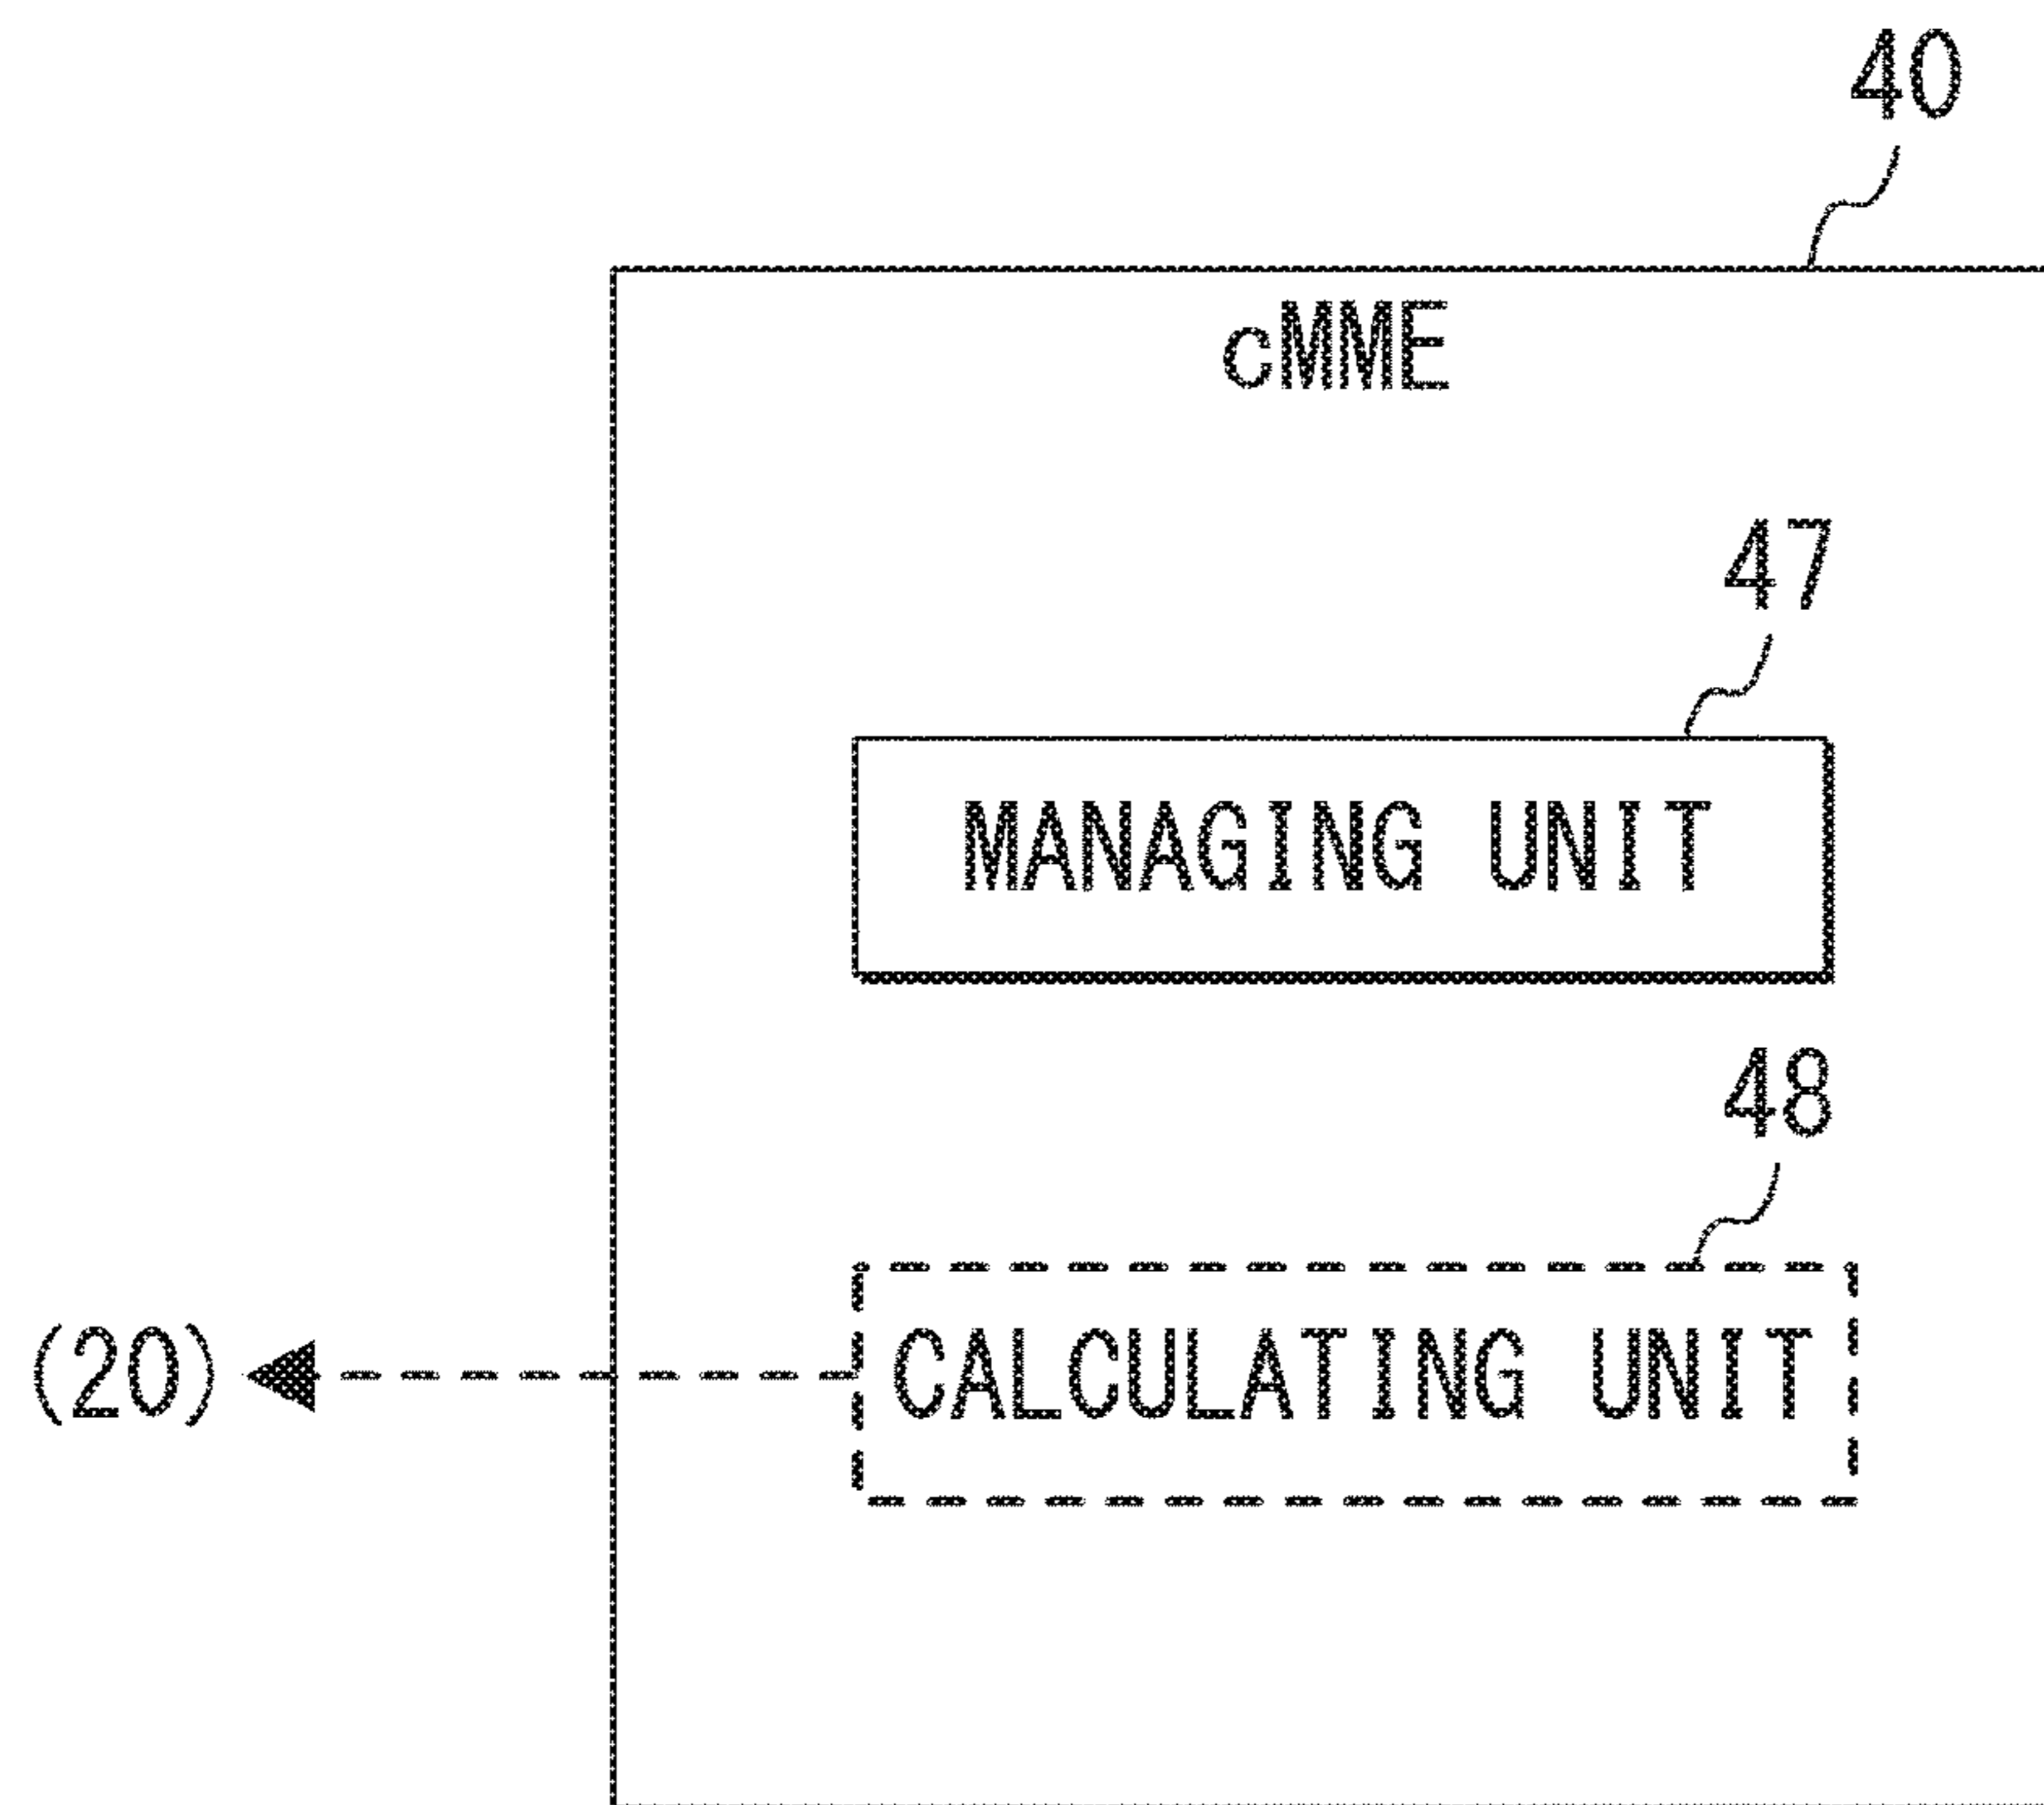 40
cMME
47
MANAGING UNIT
48
(20)
CALCULATING UNIT